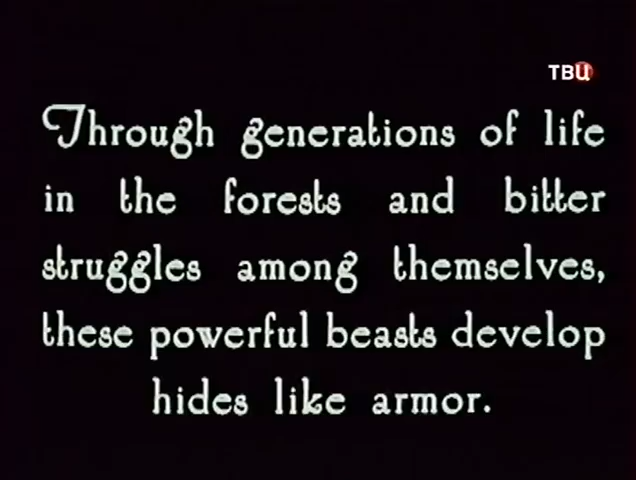 ТВЦ
Through generations of life
in the forests and bitter
struggles among themselves,
these powerful beasts develop
hides like armor.